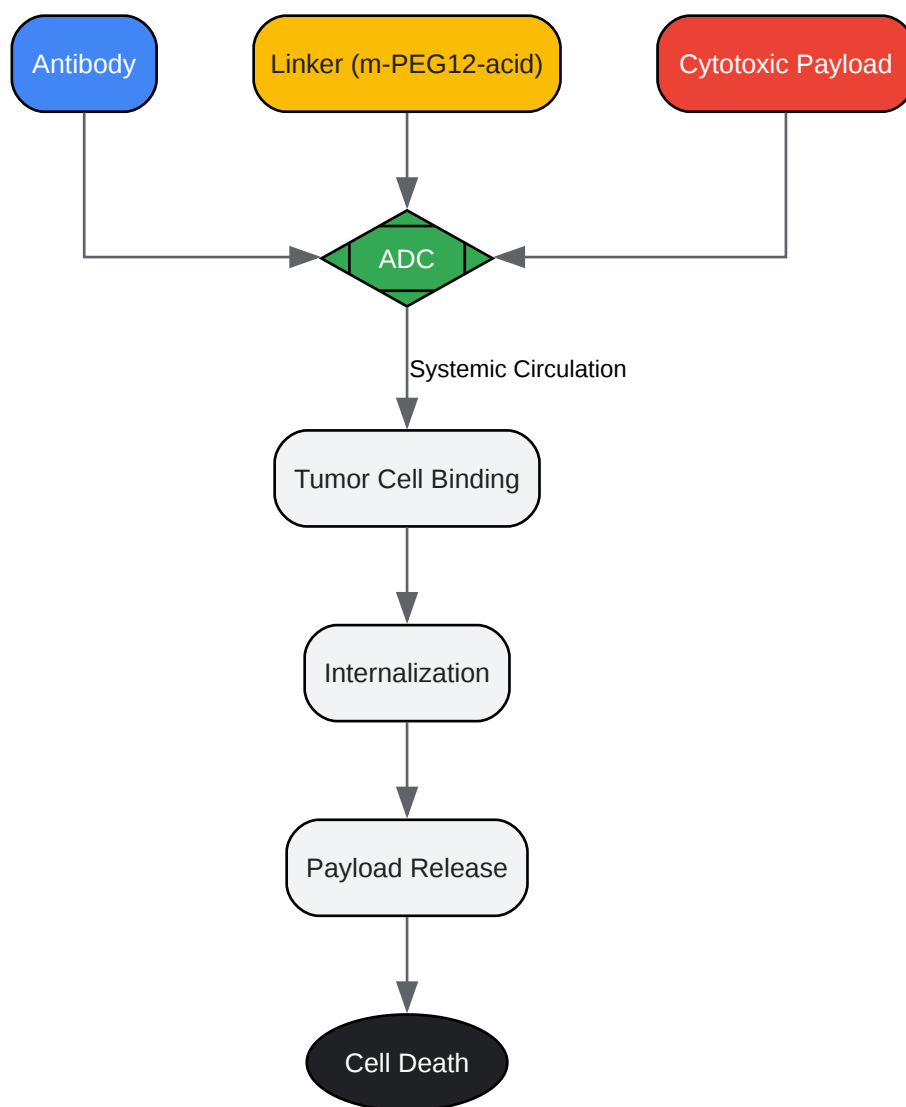 Antibody
Linker (m-PEG12-acid)
Cytotoxic Payload
ADC
Systemic Circulation
Tumor Cell Binding
Internalization
Payload Release
Cell Death